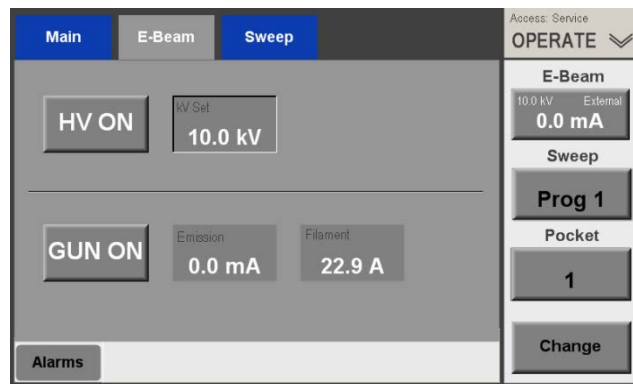 Main
E-Beam
Sweep
Access: Service
OPERATE
HV ON
kV Set
10.0 kV
GUN ON
Emission
0.0 mA
Filament
22.9 A
Alarms
E-Beam
10.0 kV External
0.0 mA
Sweep
Prog 1
Pocket
1
Change